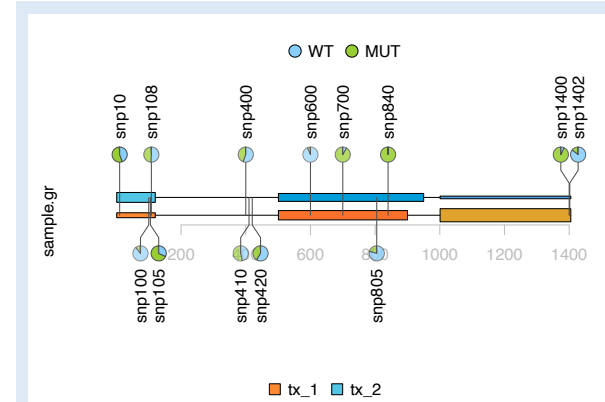 WT MUT
snp10 snp108 snp400 snp600 snp700 snp840 snp1400 snp1402
sample.gr
200 400 600 800 1000 1200 1400
snp100 snp105 snp410 snp420 snp805
tx_1 tx_2